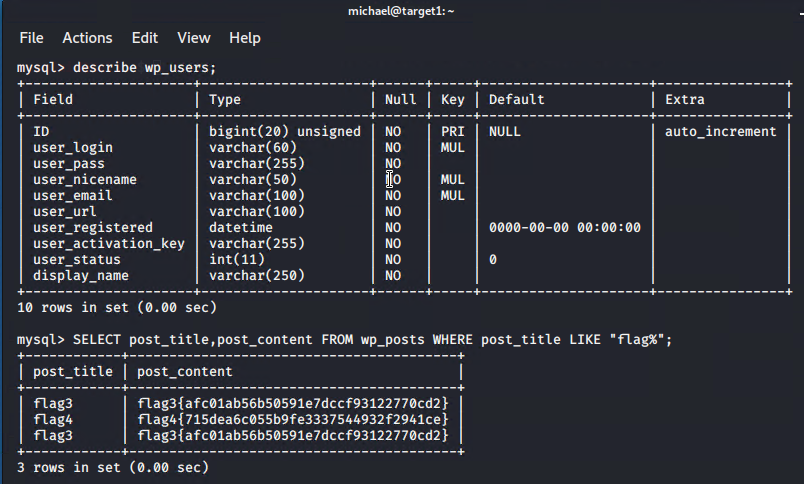 michael@target1: ~
File Actions Edit View Help
mysql> describe wp_users;
+---------------------+---------------------+------+-----+---------------------+----------------+
| Field | Type | Null | Key | Default | Extra |
+---------------------+---------------------+------+-----+---------------------+----------------+
| ID | bigint(20) unsigned | NO | PRI | NULL | auto_increment |
| user_login | varchar(60) | NO | MUL | | |
| user_pass | varchar(255) | NO | | | |
| user_nicename | varchar(50) | NO | MUL | | |
| user_email | varchar(100) | NO | MUL | | |
| user_url | varchar(100) | NO | | | |
| user_registered | datetime | NO | | 0000-00-00 00:00:00 | |
| user_activation_key | varchar(255) | NO | | | |
| user_status | int(11) | NO | | 0 | |
| display_name | varchar(250) | NO | | | |
+---------------------+---------------------+------+-----+---------------------+----------------+
10 rows in set (0.00 sec)
mysql> SELECT post_title,post_content FROM wp_posts WHERE post_title LIKE "flag%";
+------------+-----------------------------------------+
| post_title | post_content |
+------------+-----------------------------------------+
| flag3 | flag3{afc01ab56b50591e7dccf93122770cd2} |
| flag4 | flag4{715dea6c055b9fe3337544932f2941ce} |
| flag3 | flag3{afc01ab56b50591e7dccf93122770cd2} |
+------------+-----------------------------------------+
3 rows in set (0.00 sec)